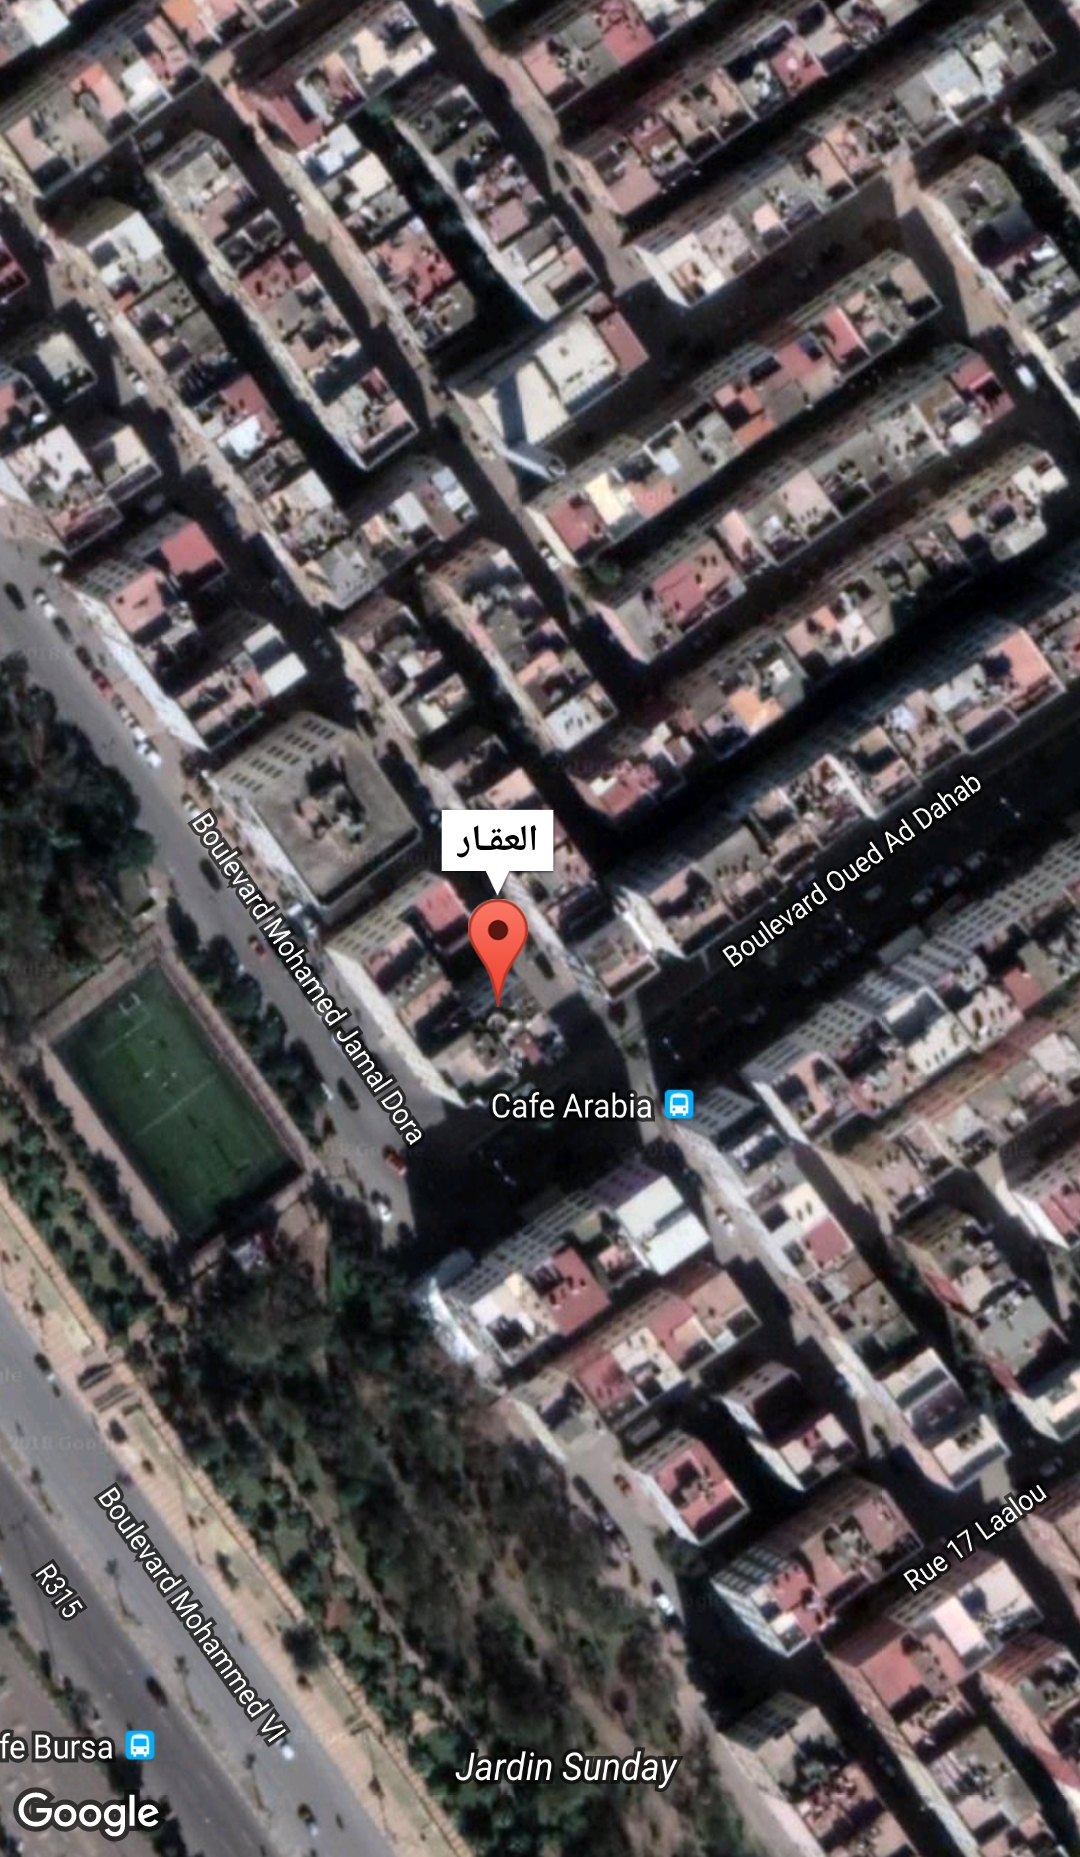 Boulevard Oued Ad Dahab
العقار
Boulevard Mohamed Jamal Dora
Cafe Arabia
Rue 17 Laalou
Boulevard Mohammed VI
R315
fe Bursa
Jardin Sunday
Google